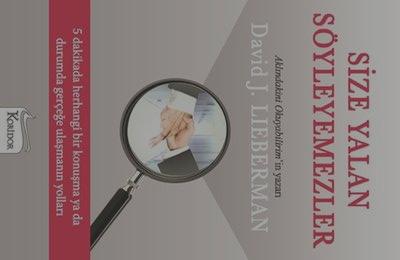 SİZE YALAN
SÖYLEYEMEZLER
Aklındakini Okuyabilirim'in yazarı
David J. LIEBERMAN
5 dakikada herhangi bir konuşma ya da
durumda gerçeğe ulaşmanın yolları
KORİDOR